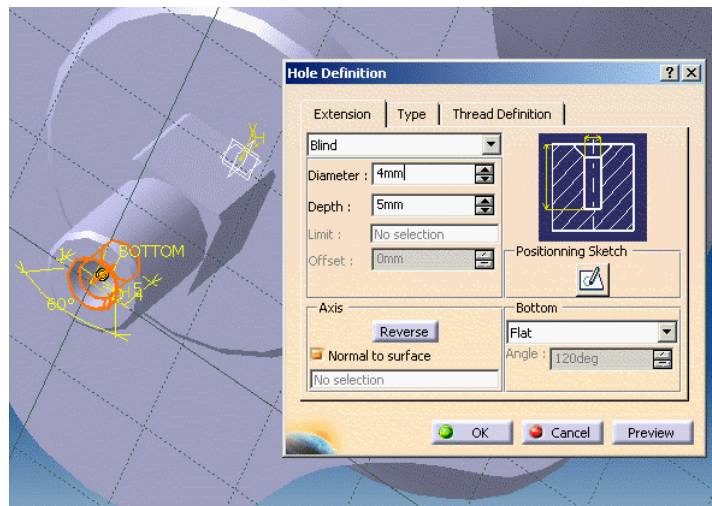 Hole Definition
? X
Extension Type Thread Definition
Blind
Diameter : 4mm
Depth : 5mm
Limit : No selection
Offset : 0mm
Positionning Sketch
Axis
Reverse
Normal to surface
No selection
Bottom
Flat
Angle : 120deg
OK Cancel Preview
BOTTOM
60°